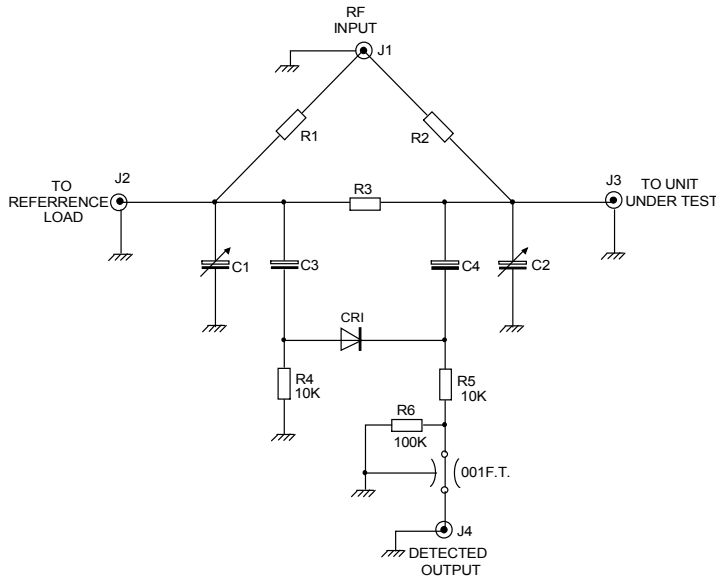 RF
INPUT
J1
R1
R2
J2
J3
TO
REFERRENCE
LOAD
R3
TO UNIT
UNDER TEST
C1
C3
C4
C2
CRI
R4
10K
R5
10K
R6
100K
001F.T.
J4
DETECTED
OUTPUT